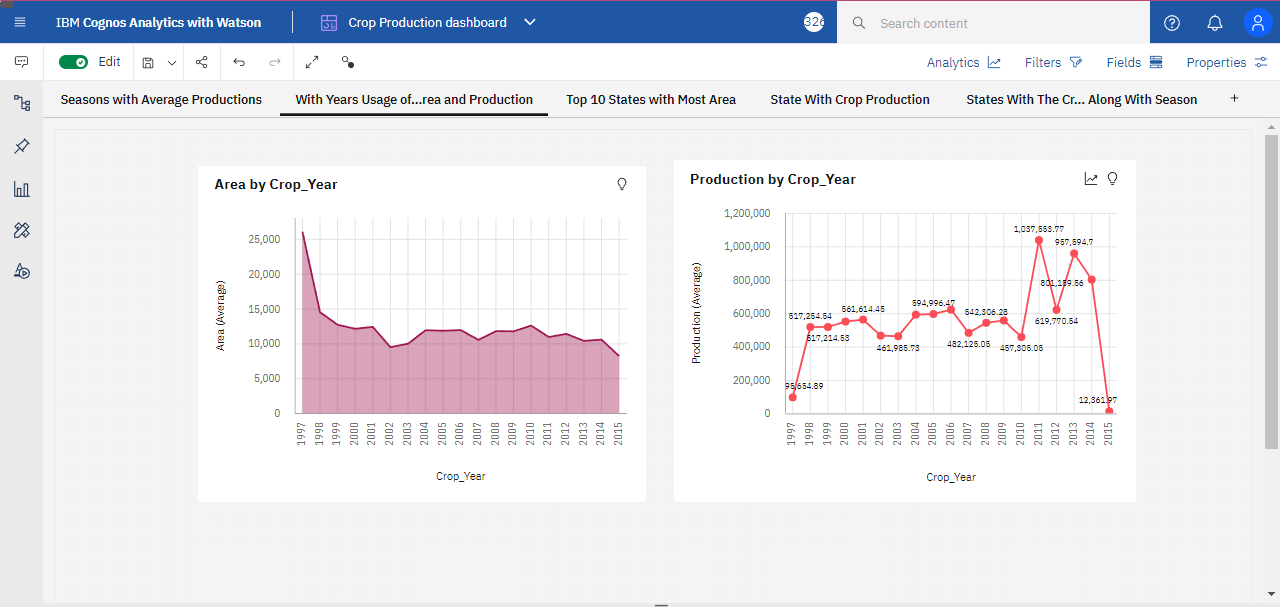 IBM Cognos Analytics with Watson
Crop Production dashboard
326
Search content
Edit
Analytics
Filters
Fields
Properties
Seasons with Average Productions
With Years Usage of...rea and Production
Top 10 States with Most Area
State With Crop Production
States With The Cr... Along With Season
+
Area by Crop_Year
Area (Average)
25,000
20,000
15,000
10,000
5,000
0
1997 1998 1999 2000 2001 2002 2003 2004 2005 2006 2007 2008 2009 2010 2011 2012 2013 2014 2015
Crop_Year
Production by Crop_Year
Production (Average)
1,200,000
1,000,000
800,000
600,000
400,000
200,000
0
1,037,553.77
957,594.7
801,159.56
594,996.47
561,614.45
542,306.28
517,254.54
619,770.54
517,214.53
482,125.05
461,985.73
457,305.05
95,654.89
12,361.97
1997 1998 1999 2000 2001 2002 2003 2004 2005 2006 2007 2008 2009 2010 2011 2012 2013 2014 2015
Crop_Year